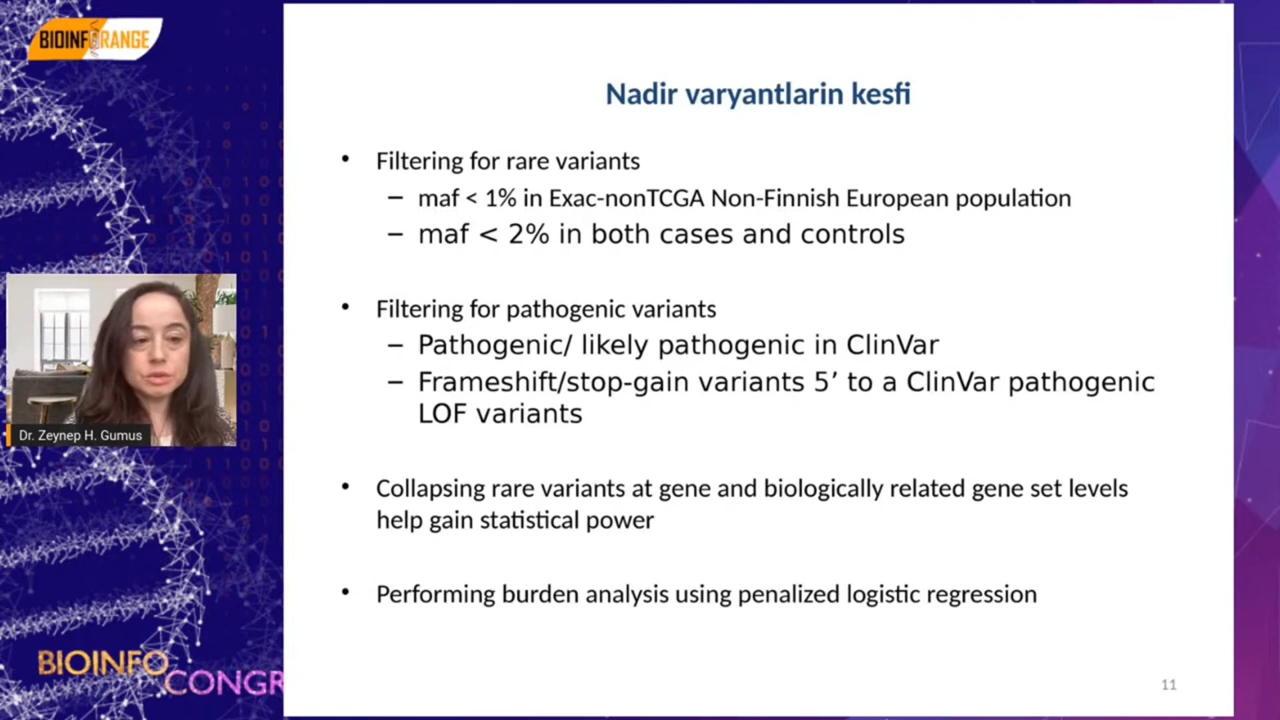 BIOINFORANGE
Nadir varyantlarin kesfi
• Filtering for rare variants
– maf < 1% in Exac-nonTCGA Non-Finnish European population
– maf < 2% in both cases and controls
• Filtering for pathogenic variants
– Pathogenic/ likely pathogenic in ClinVar
– Frameshift/stop-gain variants 5’ to a ClinVar pathogenic
LOF variants
• Collapsing rare variants at gene and biologically related gene set levels
help gain statistical power
• Performing burden analysis using penalized logistic regression
11
Dr. Zeynep H. Gumus
BIOINFO
CONGR